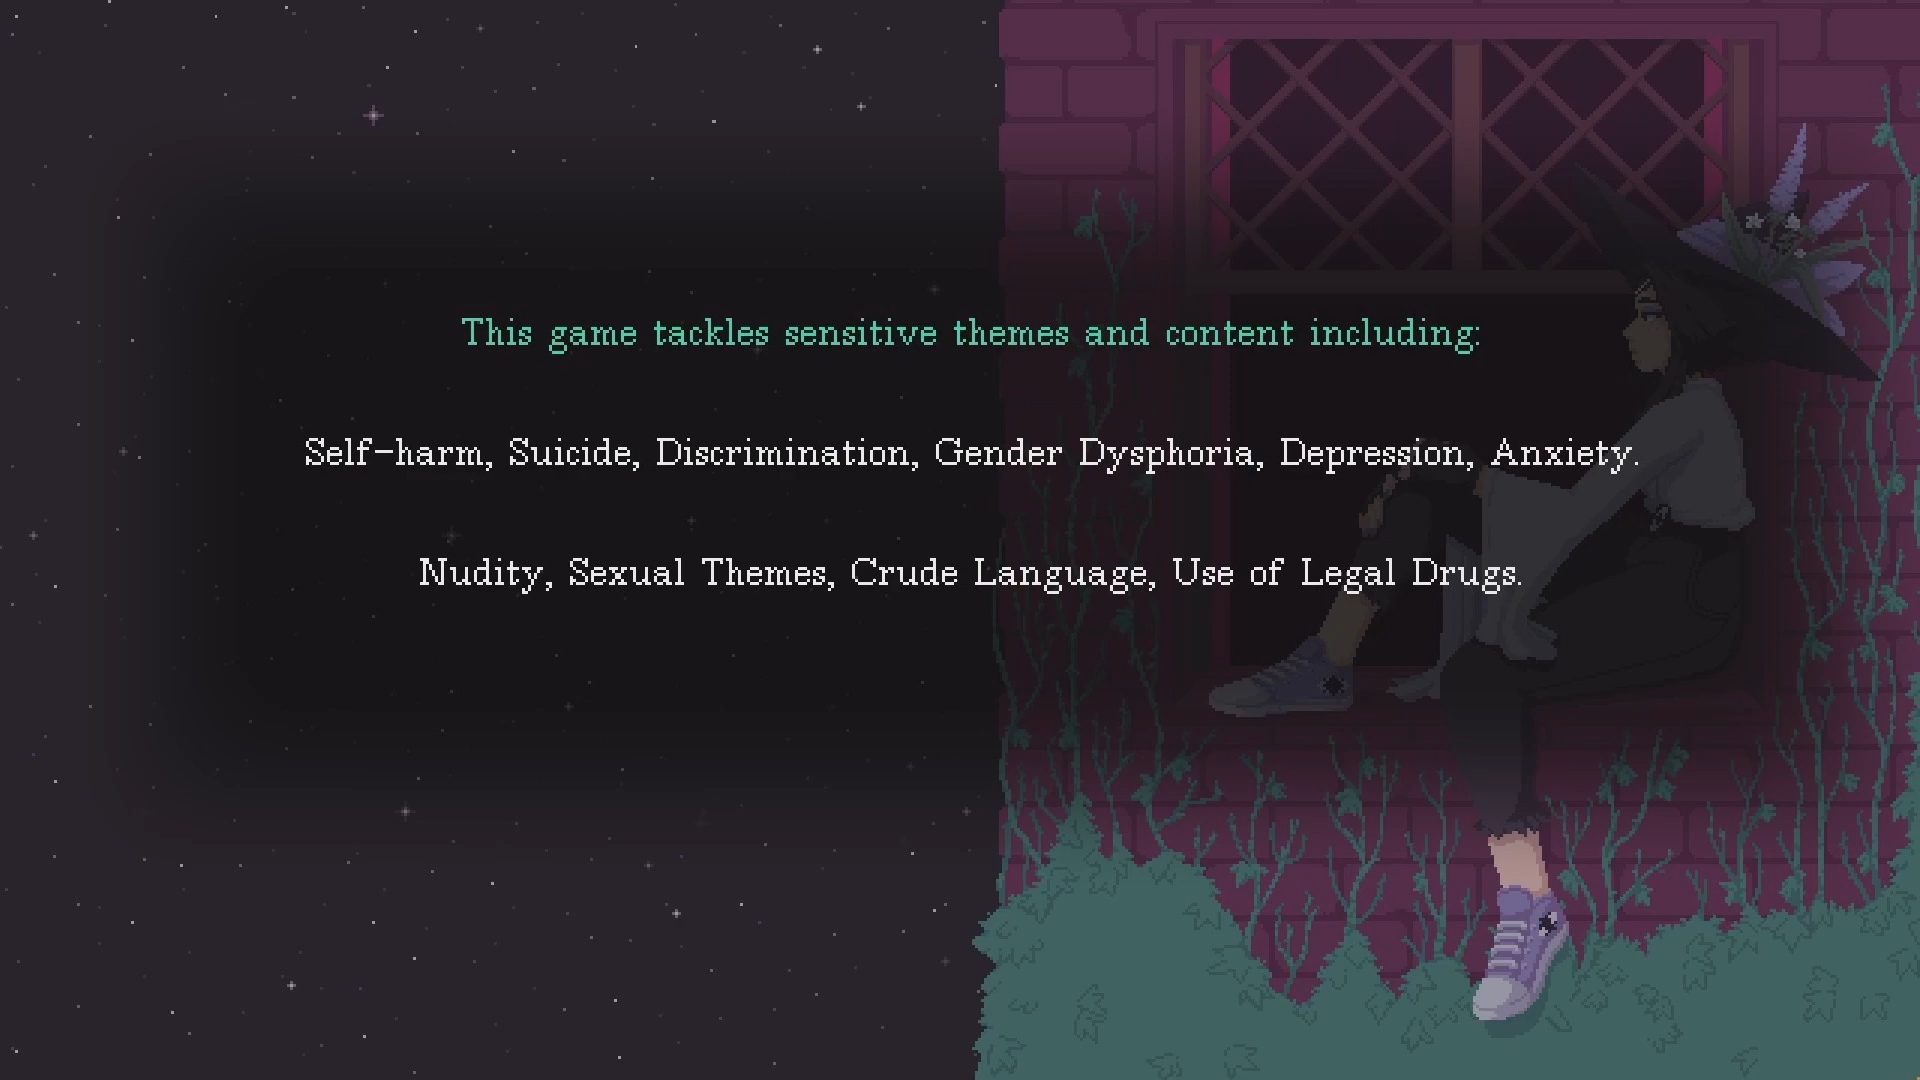 This game tackles sensitive themes and content including:
Self-harm, Suicide, Discrimination, Gender Dysphoria, Depression, Anxiety.
Nudity, Sexual Themes, Crude Language, Use of Legal Drugs.